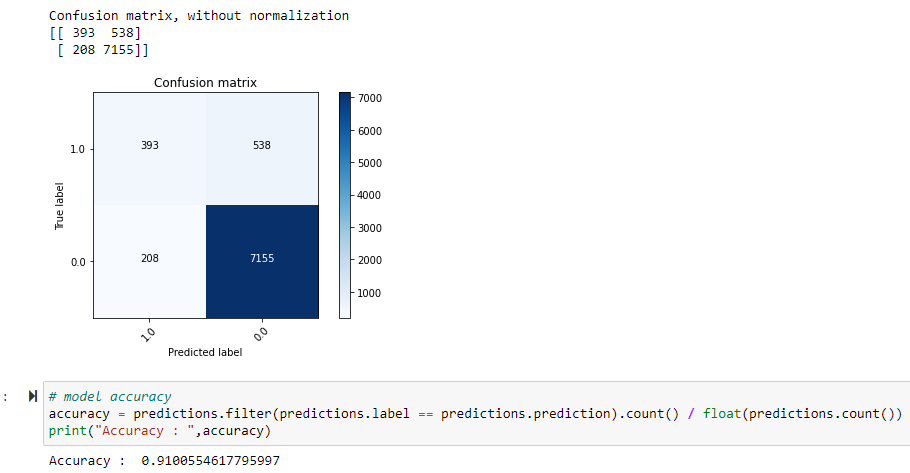 Confusion matrix, without normalization
[[ 393  538]
 [ 208 7155]]
Confusion matrix
7000
6000
5000
4000
3000
2000
1000
True label
1.0
393
538
0.0
208
7155
1.0
0.0
Predicted label
:
# model accuracy
accuracy = predictions.filter(predictions.label == predictions.prediction).count() / float(predictions.count())
print("Accuracy : ",accuracy)
Accuracy :  0.9100554617795997